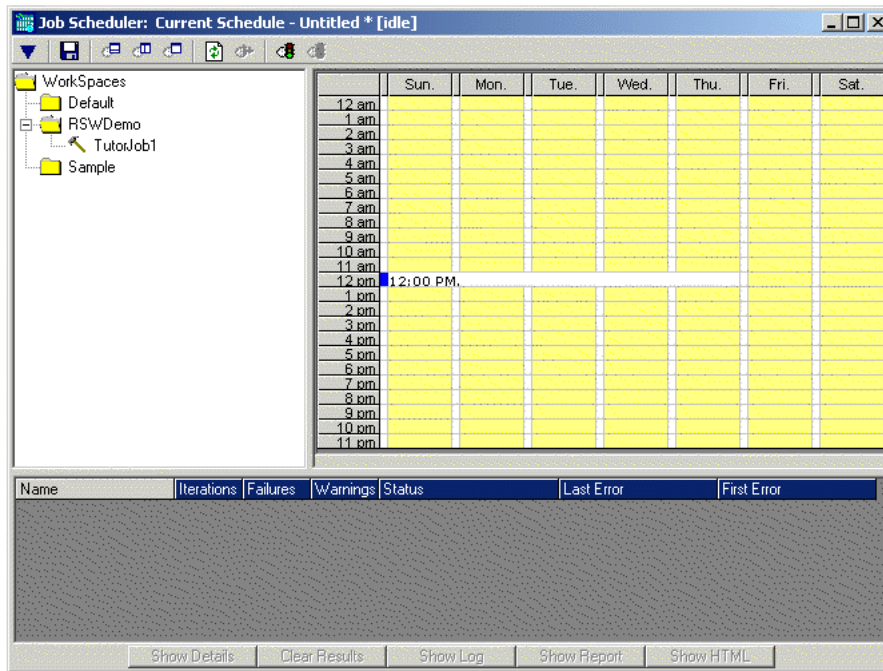 Job Scheduler: Current Schedule - Untitled * [idle]
WorkSpaces
Default
RSWDemo
TutorJob1
Sample
Sun. Mon. Tue. Wed. Thu. Fri. Sat.
12 am
1 am
2 am
3 am
4 am
5 am
6 am
7 am
8 am
9 am
10 am
11 am
12 pm 12:00 PM.
1 pm
2 pm
3 pm
4 pm
5 pm
6 pm
7 pm
8 pm
9 pm
10 pm
11 pm
Name Iterations Failures Warnings Status Last Error First Error
Show Details Clear Results Show Log Show Report Show HTML